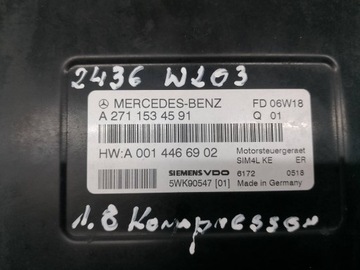 2436 W203
MERCEDES-BENZ FD 06W18
A 271 153 45 91 Q 01
HW:A 001 446 69 02 Motorsteuergeraet
SIM4L KE ER
SIEMENS VDO 6172 0518
5WK90547 [01] Made in Germany
1.8 Kompressor